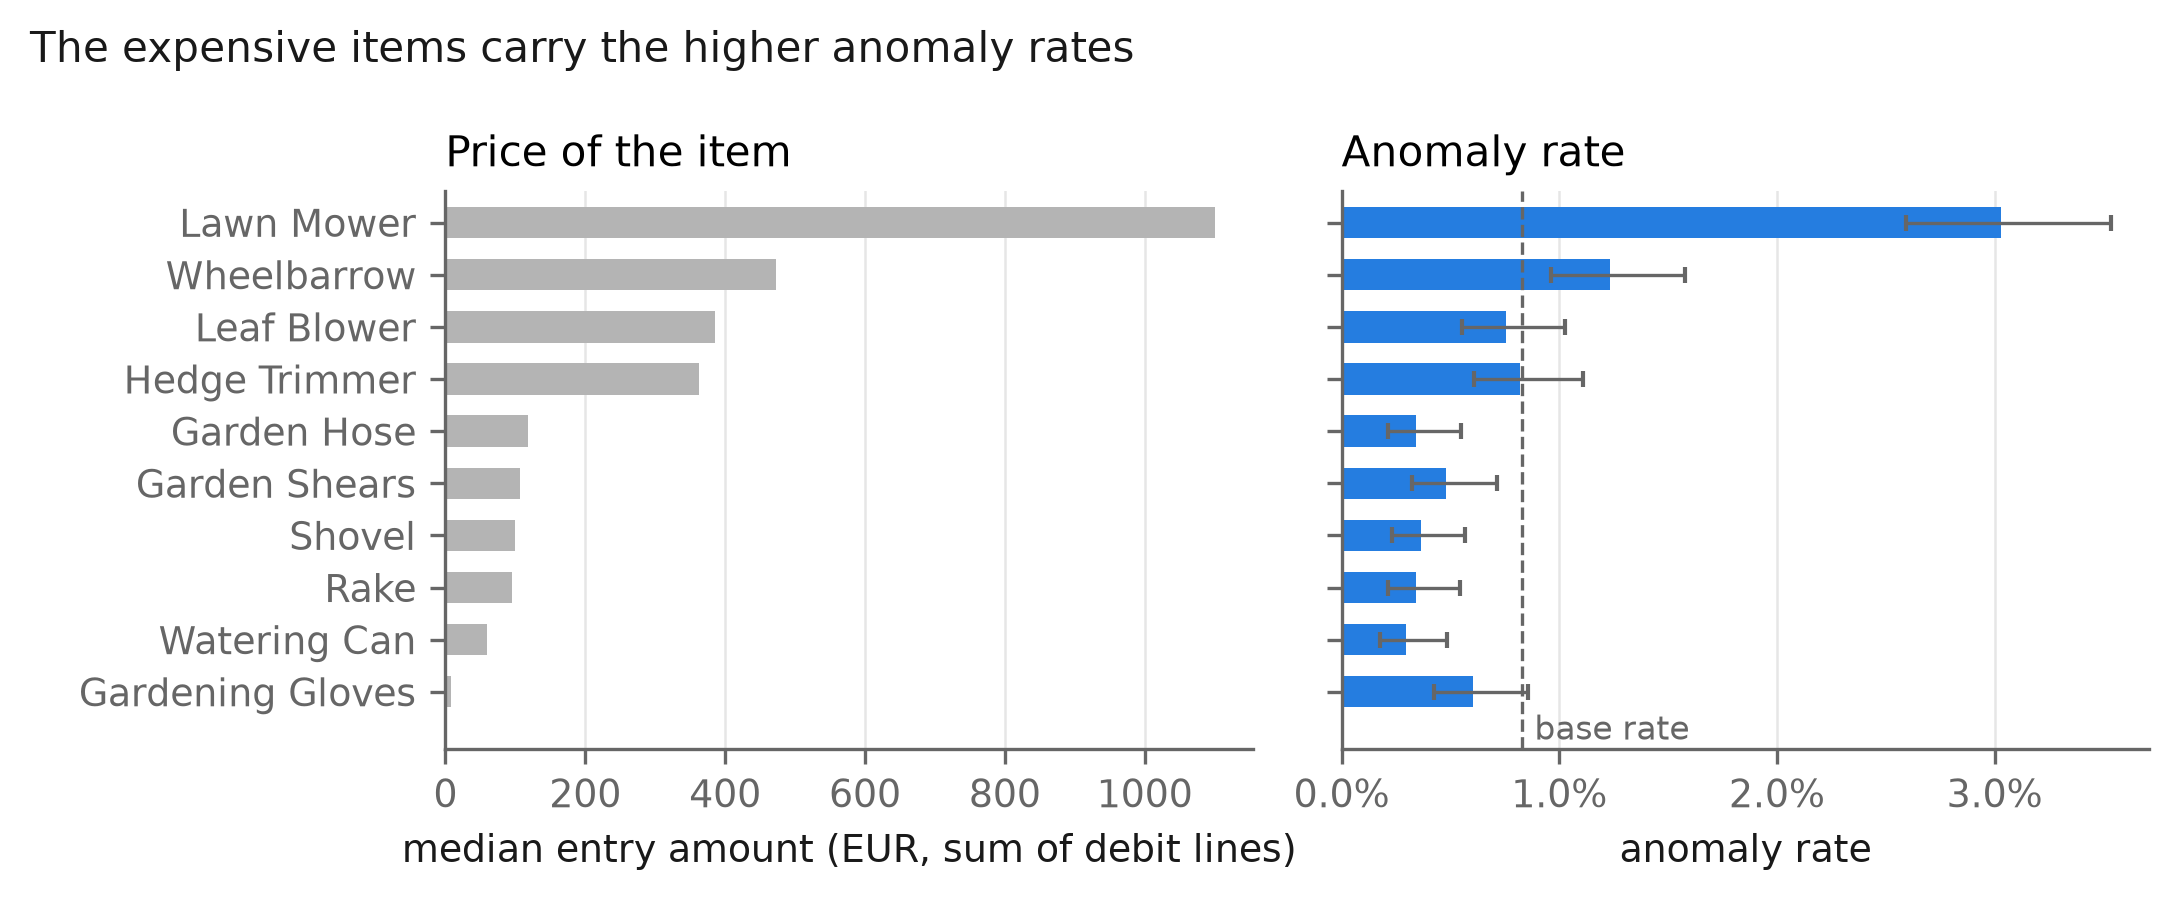 The expensive items carry the higher anomaly rates
Price of the item
Anomaly rate
Lawn Mower
Wheelbarrow
Leaf Blower
Hedge Trimmer
Garden Hose
Garden Shears
Shovel
Rake
Watering Can
Gardening Gloves
base rate
0 200 400 600 800 1000
0.0% 1.0% 2.0% 3.0%
median entry amount (EUR, sum of debit lines)
anomaly rate